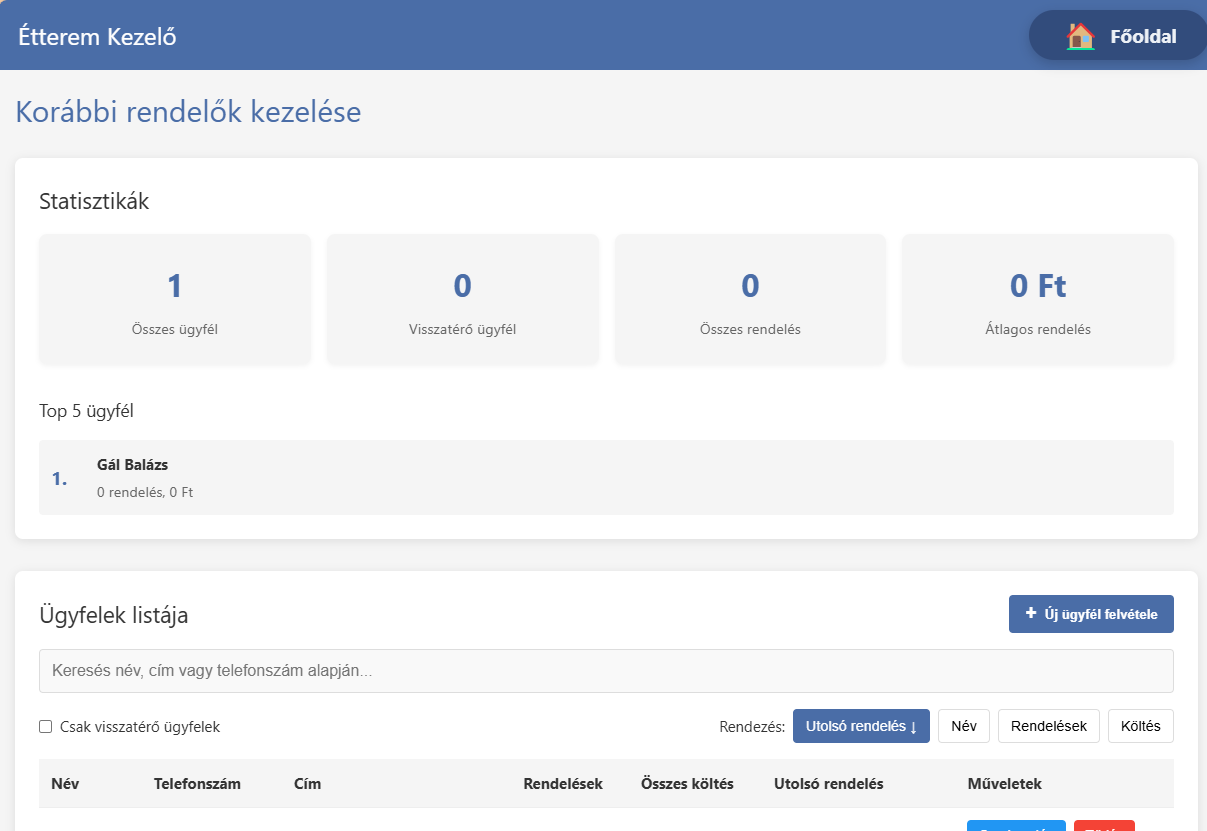 Étterem Kezelő
Főoldal
Korábbi rendelők kezelése
Statisztikák
1
Összes ügyfél
0
Visszatérő ügyfél
0
Összes rendelés
0 Ft
Átlagos rendelés
Top 5 ügyfél
1.
Gál Balázs
0 rendelés, 0 Ft
Ügyfelek listája
+ Új ügyfél felvétele
Keresés név, cím vagy telefonszám alapján...
Csak visszatérő ügyfelek
Rendezés: Utolsó rendelés ↓ Név Rendelések Költés
Név Telefonszám Cím Rendelések Összes költés Utolsó rendelés Műveletek